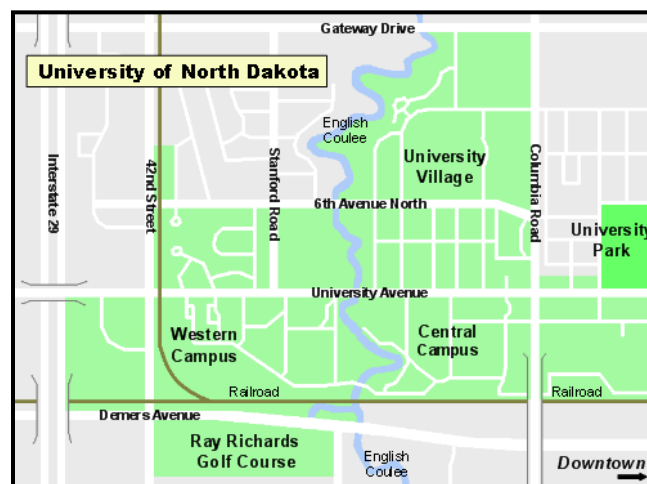 Gateway Drive
University of North Dakota
English
Coulee
University
Village
Interstate 29
42nd Street
Stanford Road
Columbia Road
6th Avenue North
University
Park
University Avenue
Western
Campus
Central
Campus
Railroad
Railroad
Demers Avenue
Ray Richards
Golf Course
English
Coulee
Downtown